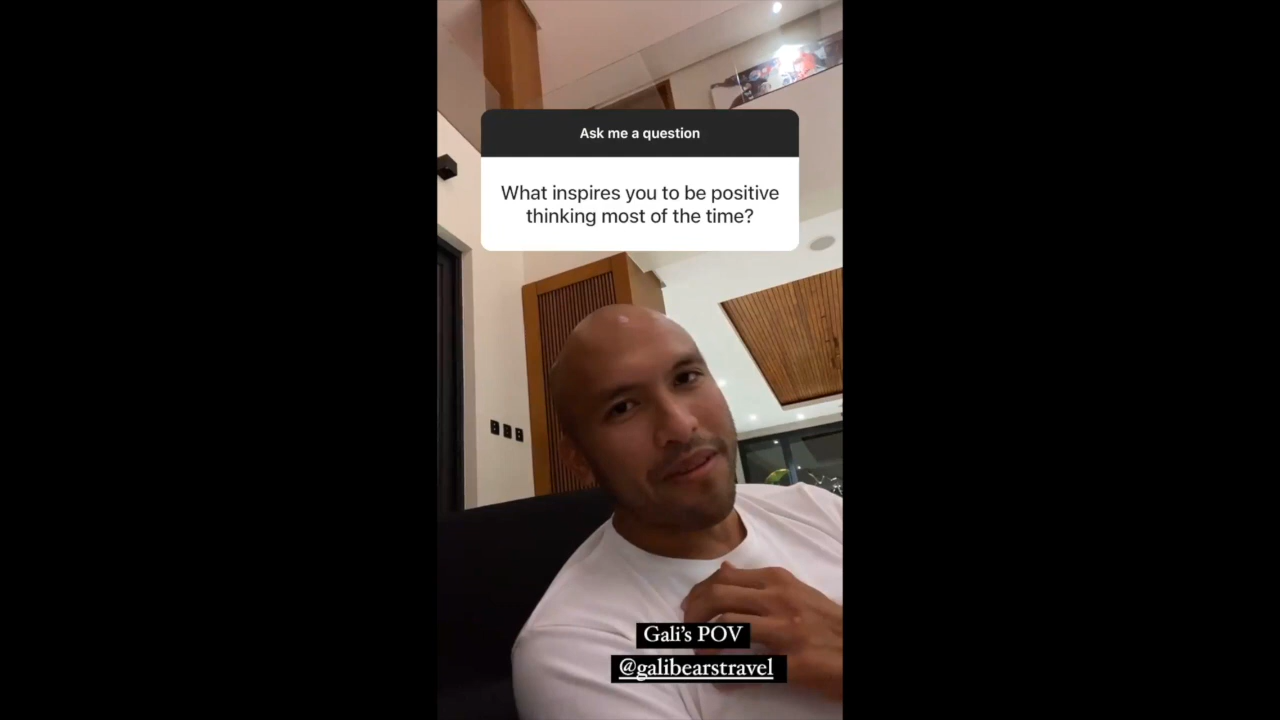 Ask me a question
What inspires you to be positive
thinking most of the time?
Gali's POV
@galibearstravel